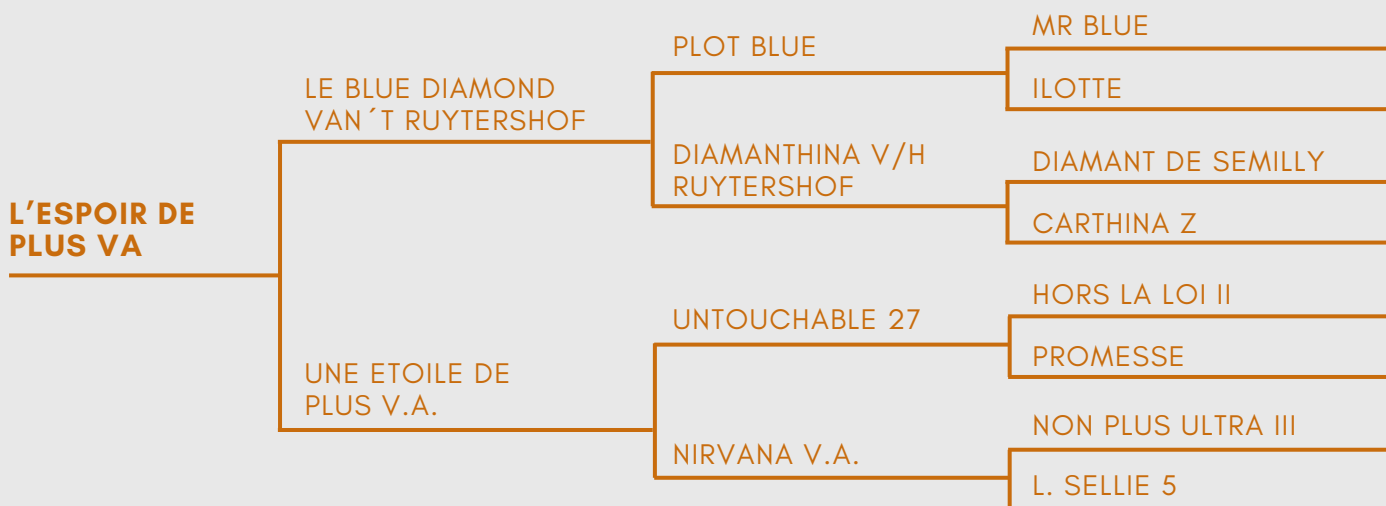 L'ESPOIR DE
PLUS VA
LE BLUE DIAMOND
VAN´T RUYTERSHOF
UNE ETOILE DE
PLUS V.A.
PLOT BLUE
DIAMANTHINA V/H
RUYTERSHOF
UNTOUCHABLE 27
NIRVANA V.A.
MR BLUE
ILOTTE
DIAMANT DE SEMILLY
CARTHINA Z
HORS LA LOI II
PROMESSE
NON PLUS ULTRA III
L. SELLIE 5